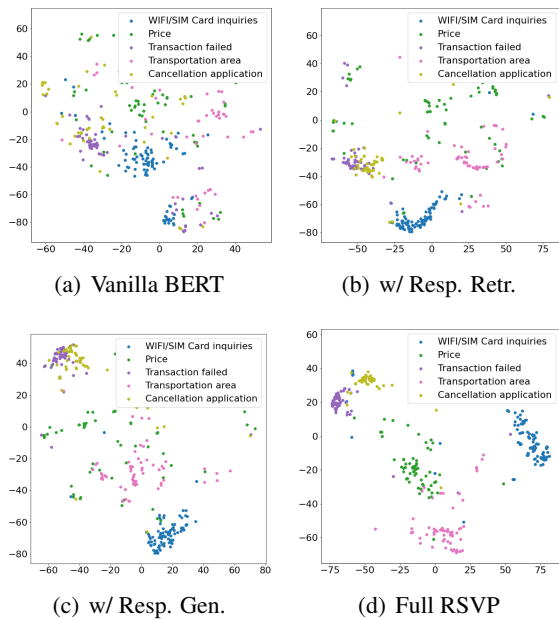 WIFI/SIM Card inquiries
Price
Transaction failed
Transportation area
Cancellation application
80
60
40
20
0
−20
−40
−60
−80
−60 −40 −20 0 20 40
(a) Vanilla BERT
WIFI/SIM Card inquiries
Price
Transaction failed
Transportation area
Cancellation application
60
40
20
0
−20
−40
−60
−80
−50 −25 0 25 50 75
(b) w/ Resp. Retr.
WIFI/SIM Card inquiries
Price
Transaction failed
Transportation area
Cancellation application
40
20
0
−20
−40
−60
−80
−60 −40 −20 0 20 40 60 80
(c) w/ Resp. Gen.
WIFI/SIM Card inquiries
Price
Transaction failed
Transportation area
Cancellation application
60
40
20
0
−20
−40
−60
−75 −50 −25 0 25 50 75
(d) Full RSVP